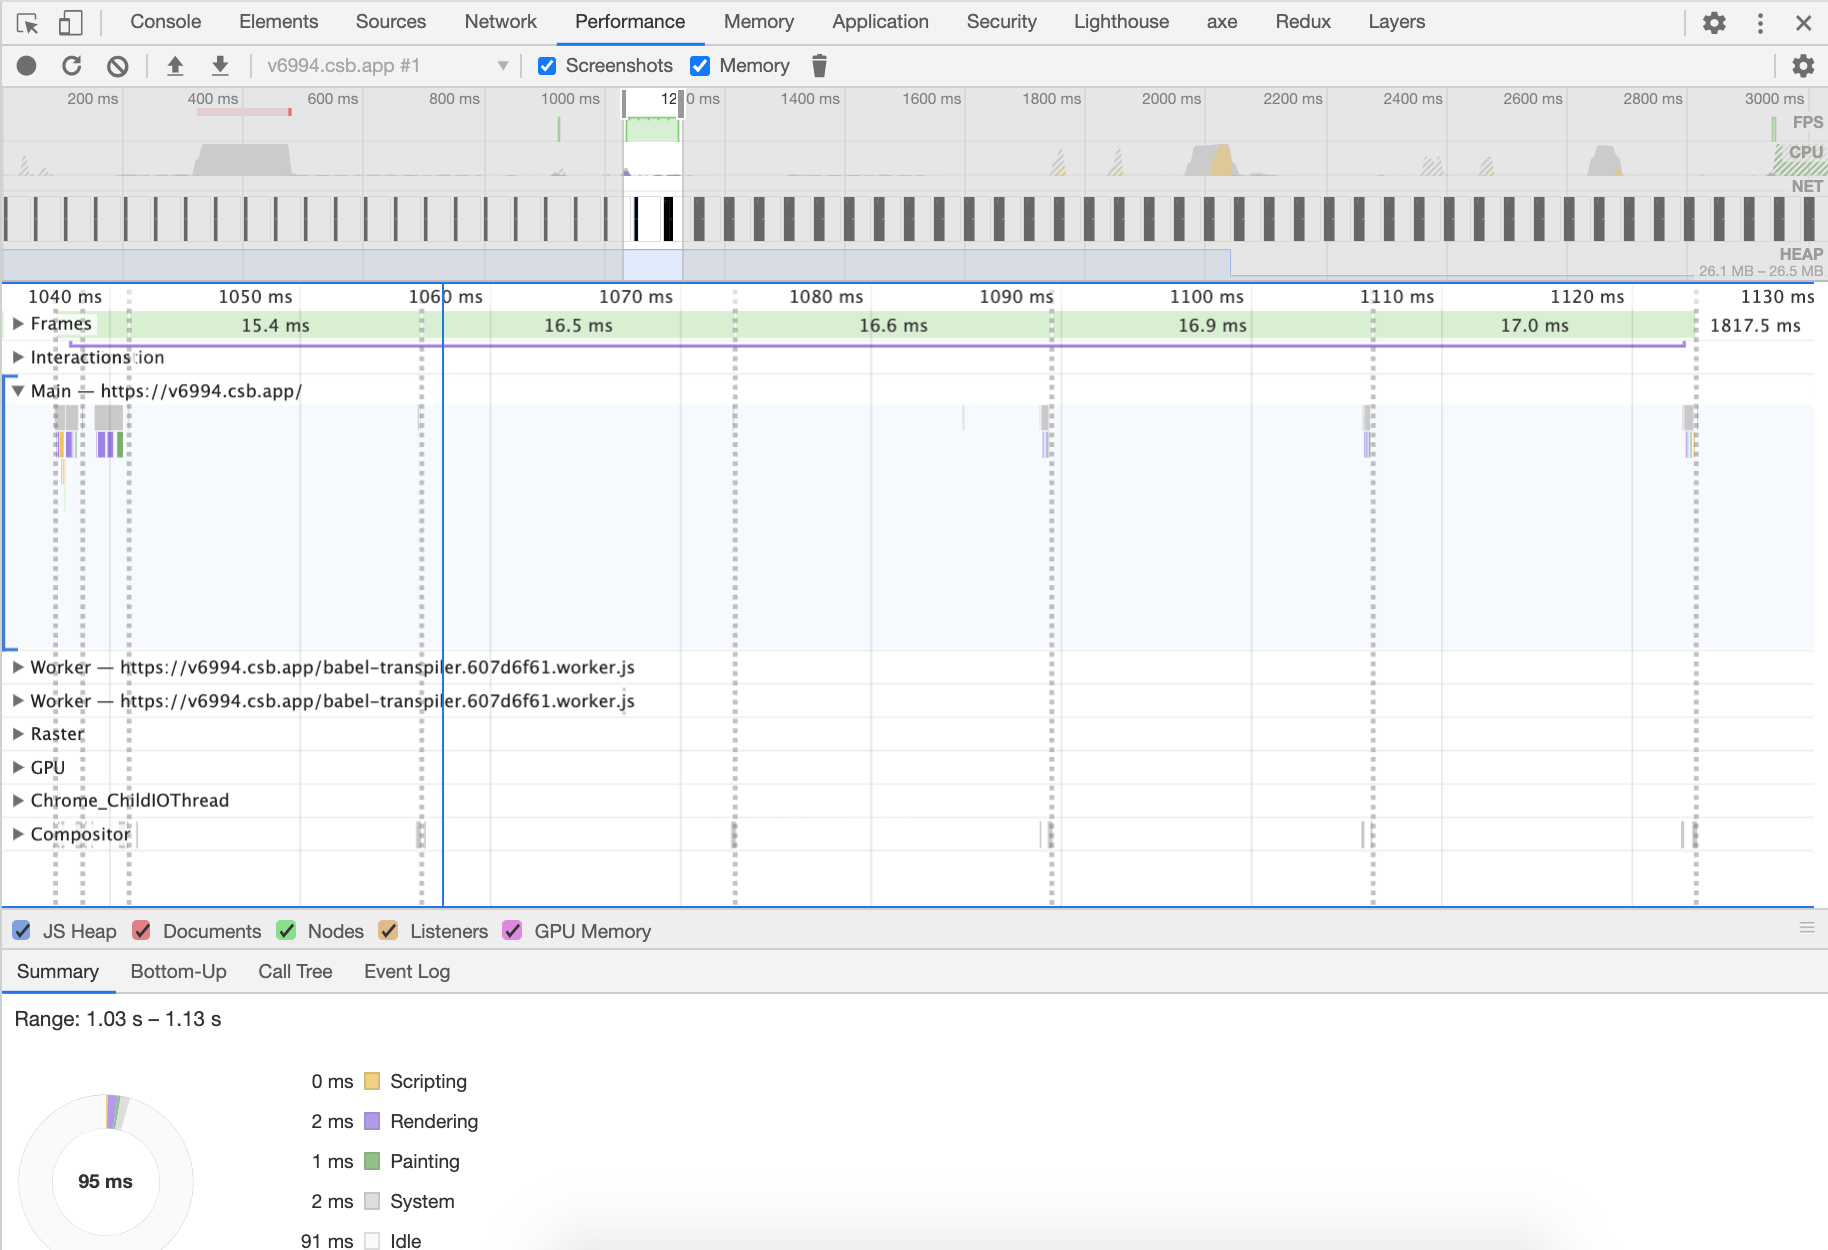 Console Elements Sources Network Performance Memory Application Security Lighthouse axe Redux Layers
v6994.csb.app #1 Screenshots Memory
200 ms 400 ms 600 ms 800 ms 1000 ms 12 0 ms 1400 ms 1600 ms 1800 ms 2000 ms 2200 ms 2400 ms 2600 ms 2800 ms 3000 ms
FPS
CPU
NET
HEAP
26.1 MB – 26.5 MB
1040 ms 1050 ms 1060 ms 1070 ms 1080 ms 1090 ms 1100 ms 1110 ms 1120 ms 1130 ms
Frames 15.4 ms 16.5 ms 16.6 ms 16.9 ms 17.0 ms 1817.5 ms
Interactions ion
Main — https://v6994.csb.app/
Worker — https://v6994.csb.app/babel-transpiler.607d6f61.worker.js
Worker — https://v6994.csb.app/babel-transpiler.607d6f61.worker.js
Raster
GPU
Chrome_ChildIOThread
Compositor
JS Heap Documents Nodes Listeners GPU Memory
Summary Bottom-Up Call Tree Event Log
Range: 1.03 s – 1.13 s
0 ms Scripting
2 ms Rendering
1 ms Painting
95 ms
2 ms System
91 ms Idle